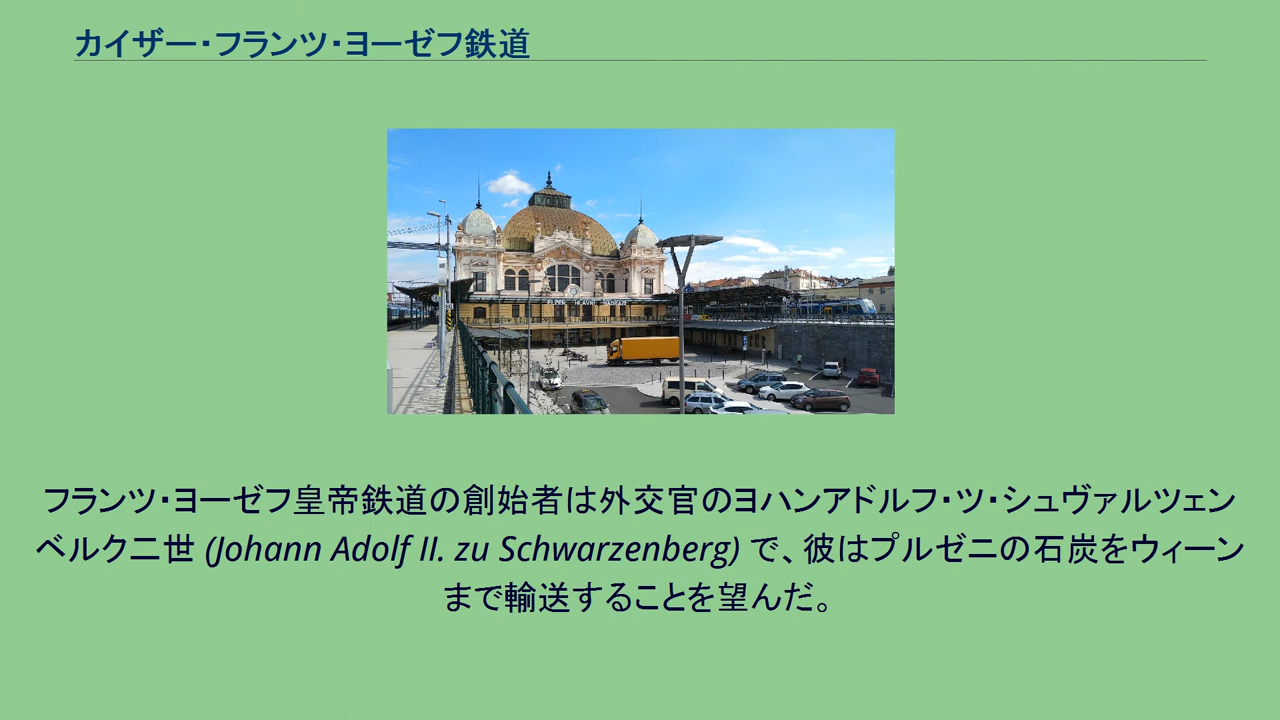 カイザー・フランツ・ヨーゼフ鉄道
PLZEŇ HLAVNÍ NÁDRAŽÍ
フランツ・ヨーゼフ皇帝鉄道の創始者は外交官のヨハンアドルフ・ツ・シュヴァルツェン
ベルク二世 (Johann Adolf II. zu Schwarzenberg) で、彼はプルゼニの石炭をウィーン
まで輸送することを望んだ。